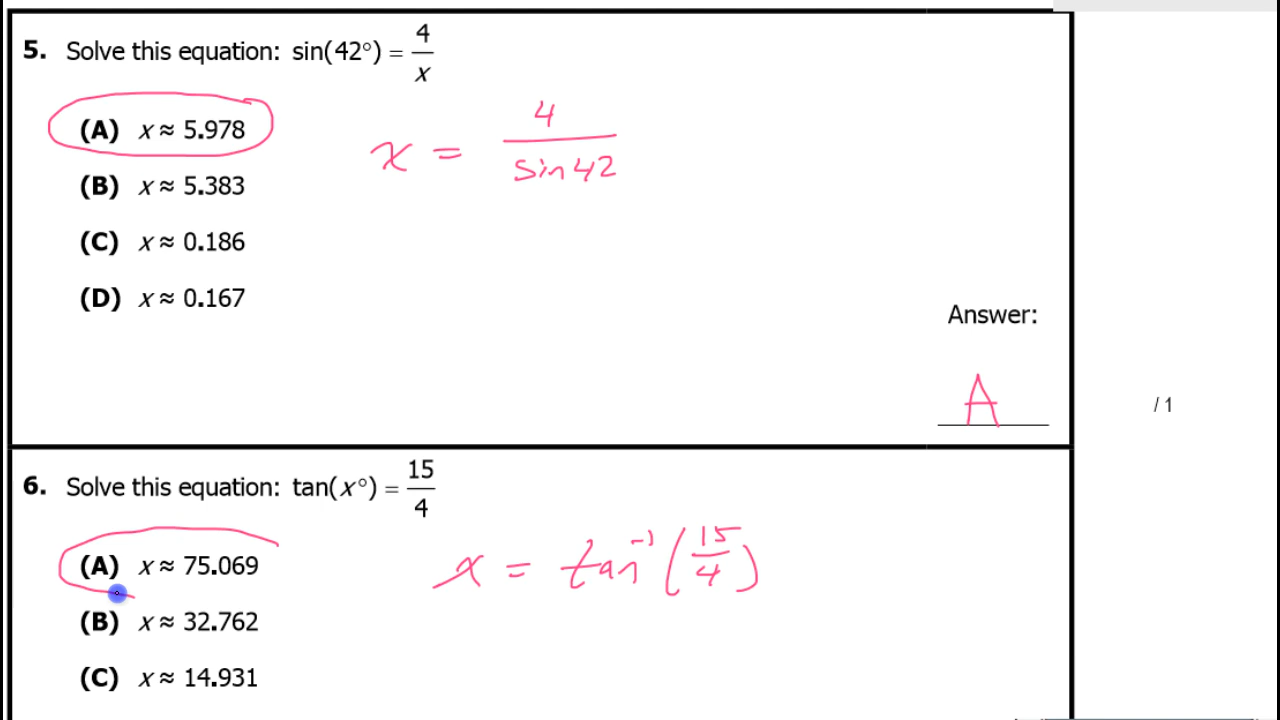 5. Solve this equation: sin(42°) = 4/x
(A) x ≈ 5.978
x = 4/sin42
(B) x ≈ 5.383
(C) x ≈ 0.186
(D) x ≈ 0.167
Answer:
A
/ 1
6. Solve this equation: tan(x°) = 15/4
(A) x ≈ 75.069
x = tan⁻¹(15/4)
(B) x ≈ 32.762
(C) x ≈ 14.931